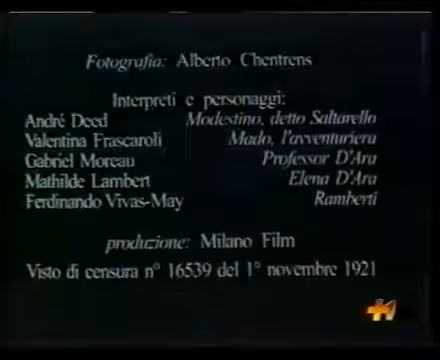 Fotografia: Alberto Chentrens
Interpreti e personaggi:
André Deed Modestino, detto Saltarello
Valentina Frascaroli Mado, l'avventuriera
Gabriel Moreau Professor D'Ara
Mathilde Lambert Elena D'Ara
Ferdinando Vivas-May Ramberti
produzione: Milano Film
Visto di censura n° 16539 del 1° novembre 1921
+1